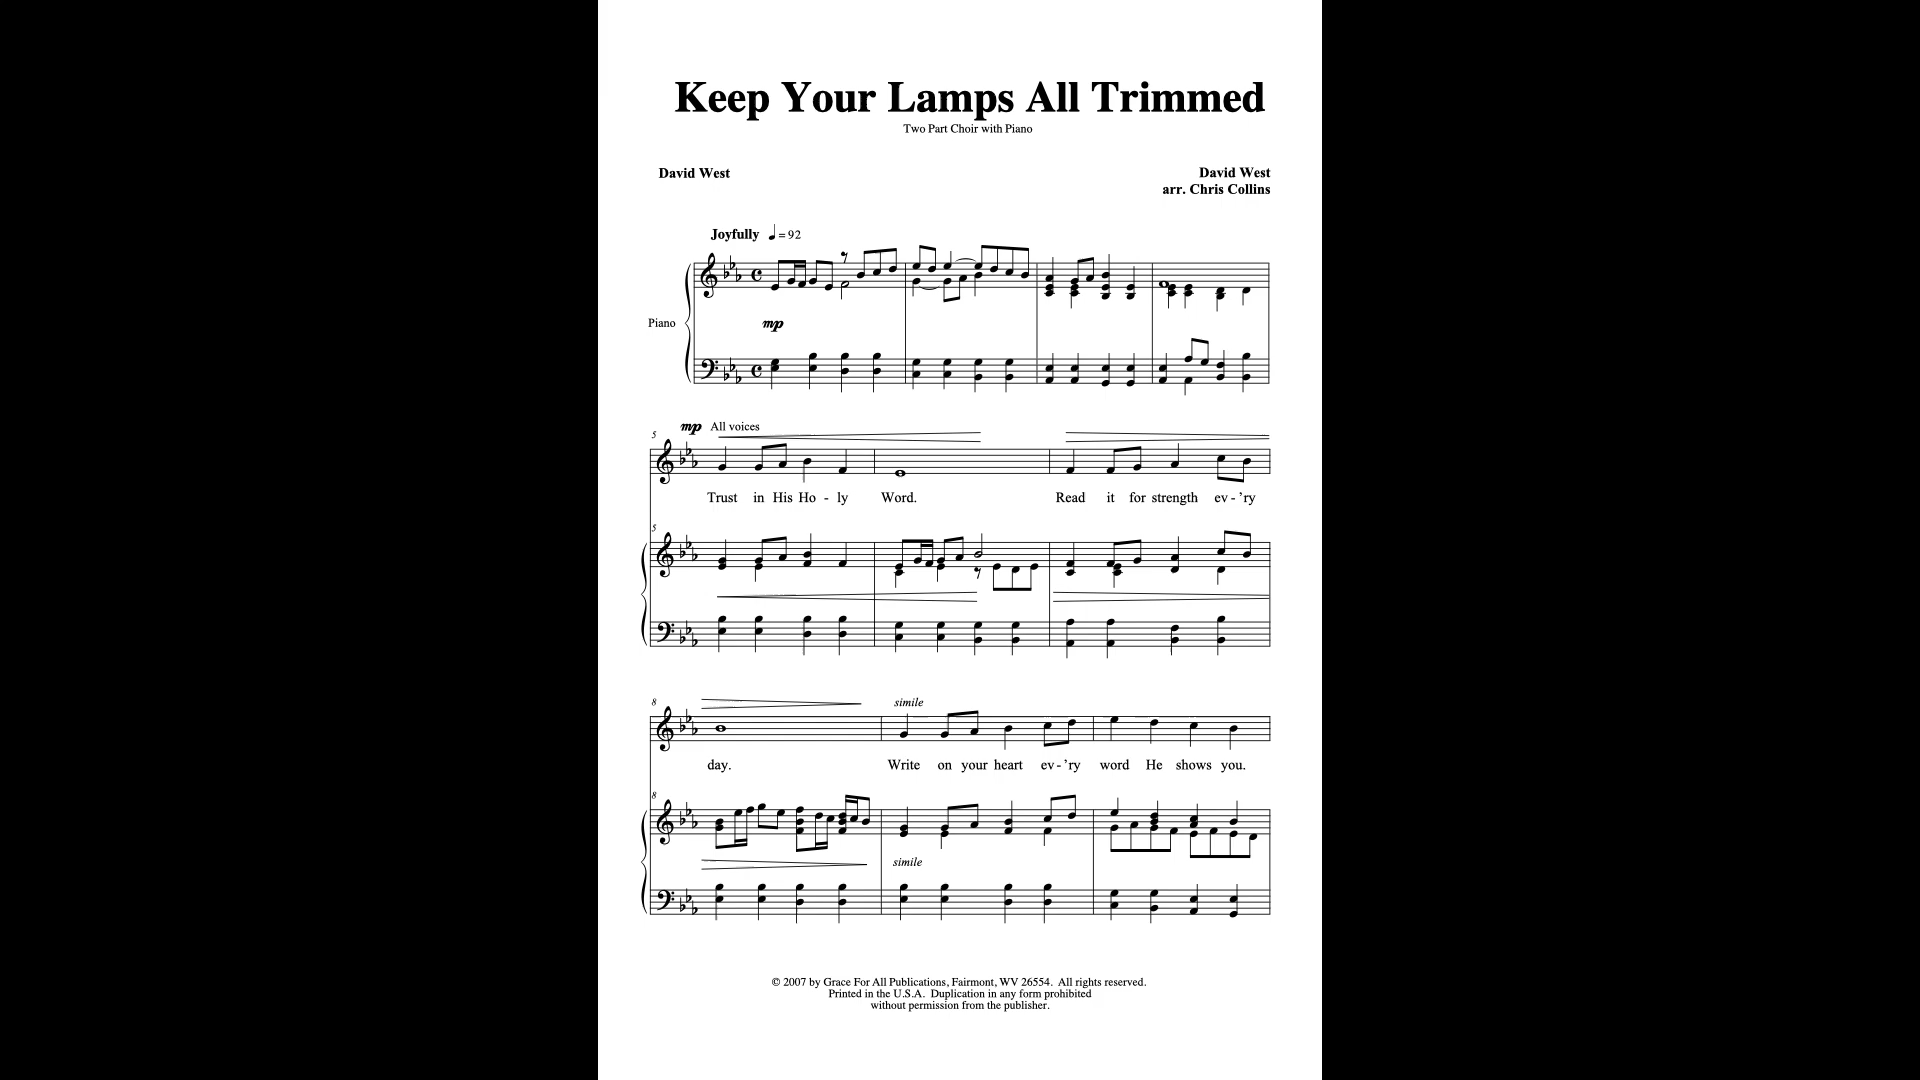 Keep Your Lamps All Trimmed
Two Part Choir with Piano
David West
David West
arr. Chris Collins
Joyfully ♩ = 92
Piano
mp
5
mp All voices
Trust in His Ho - ly Word. Read it for strength ev - 'ry
5
8
simile
day. Write on your heart ev - 'ry word He shows you.
8
simile
© 2007 by Grace For All Publications, Fairmont, WV 26554. All rights reserved.
Printed in the U.S.A. Duplication in any form prohibited
without permission from the publisher.